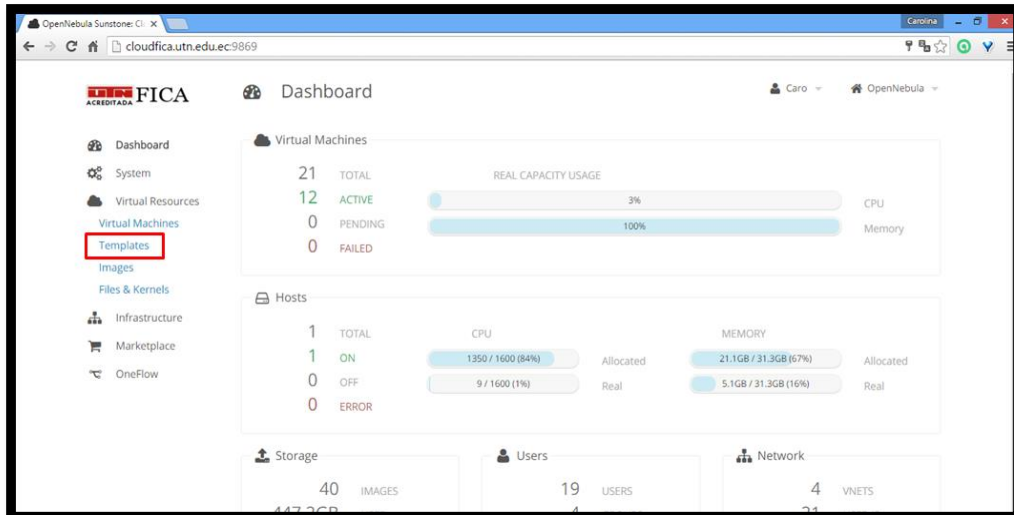 OpenNebula Sunstone: Cl
Carolina
cloudfica.utn.edu.ec:9869
UTN FICA
ACREDITADA
Dashboard
Caro
OpenNebula
Dashboard
System
Virtual Resources
Virtual Machines
Templates
Images
Files & Kernels
Infrastructure
Marketplace
OneFlow
Virtual Machines
21 TOTAL
12 ACTIVE
0 PENDING
0 FAILED
REAL CAPACITY USAGE
3% CPU
100% Memory
Hosts
1 TOTAL
1 ON
0 OFF
0 ERROR
CPU
1350 / 1600 (84%) Allocated
9 / 1600 (1%) Real
MEMORY
21.1GB / 31.3GB (67%) Allocated
5.1GB / 31.3GB (16%) Real
Storage
40 IMAGES
Users
19 USERS
Network
4 VNETS